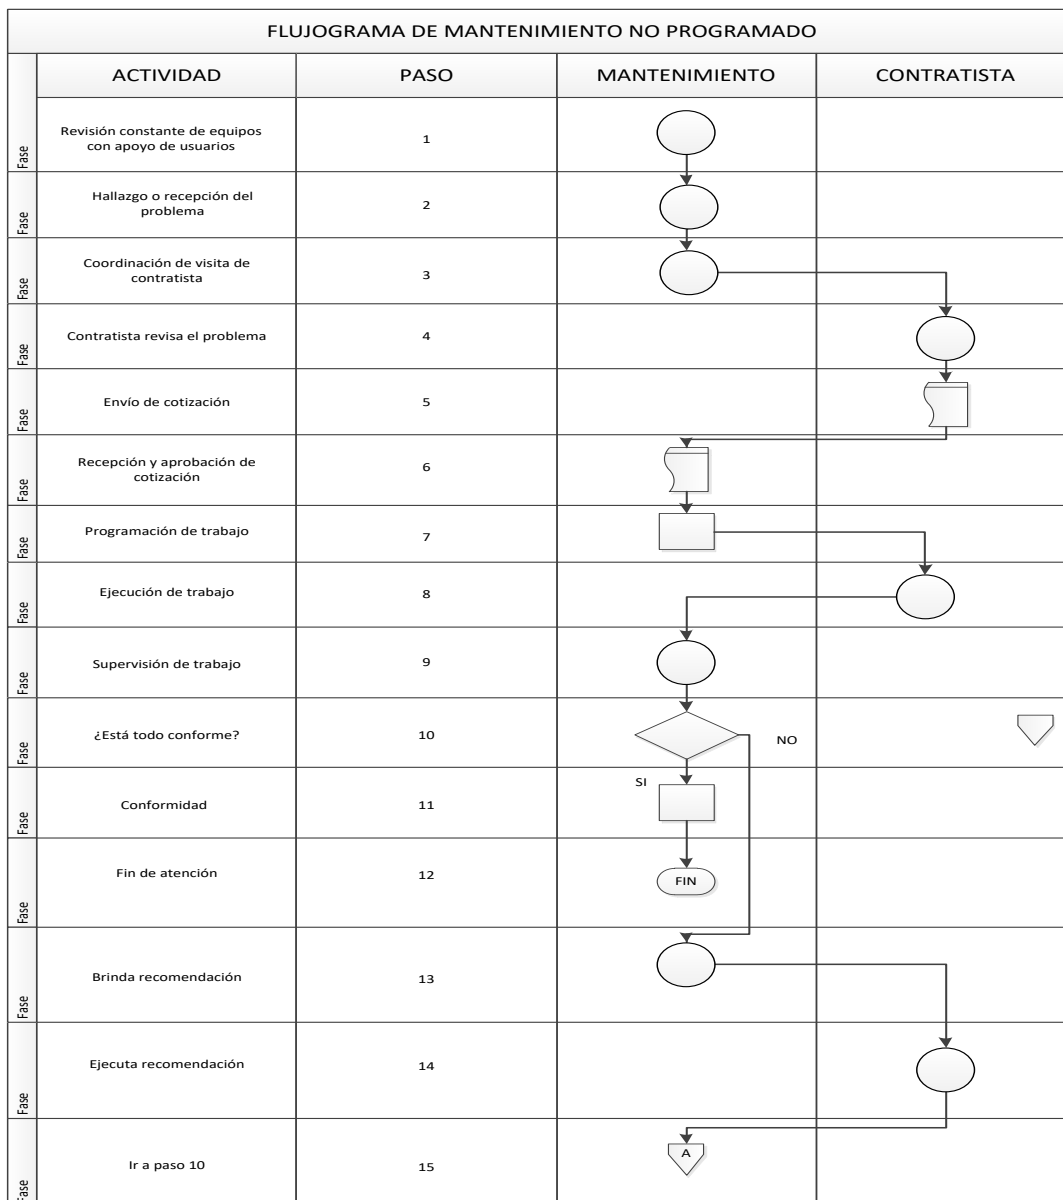 FLUJOGRAMA DE MANTENIMIENTO NO PROGRAMADO
ACTIVIDAD PASO MANTENIMIENTO CONTRATISTA
Fase
Revisión constante de equipos
con apoyo de usuarios
1
Fase
Hallazgo o recepción del
problema
2
Fase
Coordinación de visita de
contratista
3
Fase
Contratista revisa el problema
4
Fase
Envío de cotización
5
Fase
Recepción y aprobación de
cotización
6
Fase
Programación de trabajo
7
Fase
Ejecución de trabajo
8
Fase
Supervisión de trabajo
9
Fase
¿Está todo conforme?
10
NO
Fase
Conformidad
11
SI
Fase
Fin de atención
12
FIN
Fase
Brinda recomendación
13
Fase
Ejecuta recomendación
14
Fase
Ir a paso 10
15
A